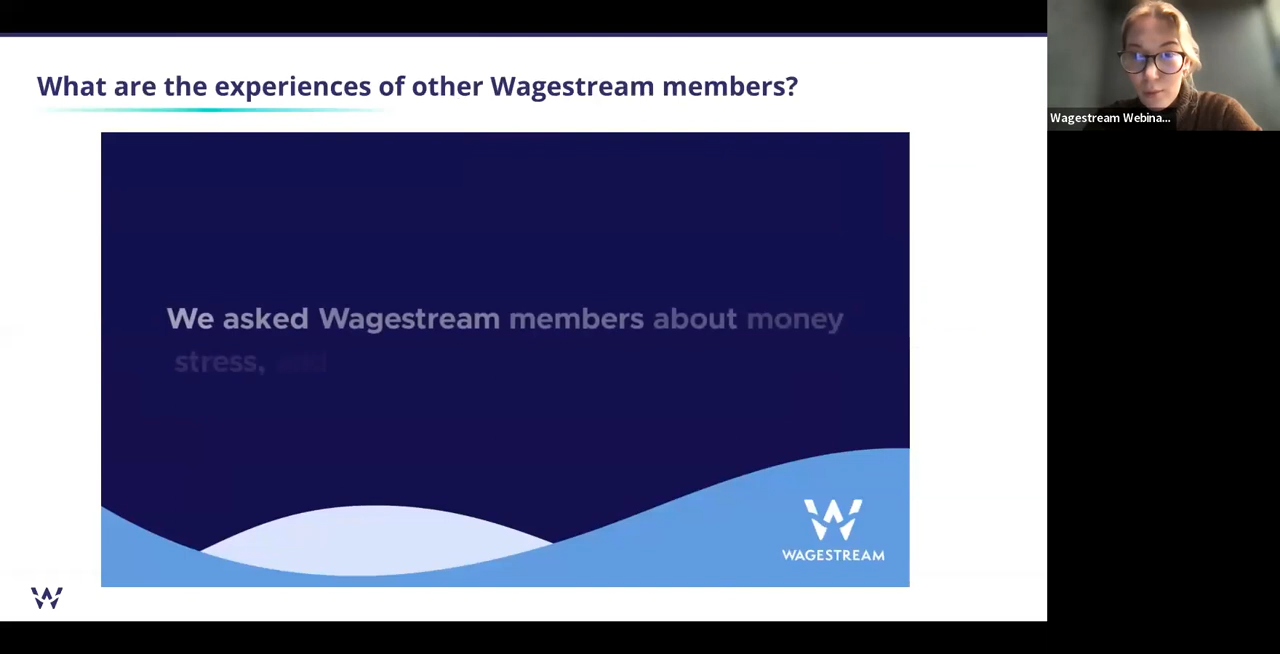 What are the experiences of other Wagestream members?
Wagestream Webina...
We asked Wagestream members about money
stress, and
WAGESTREAM